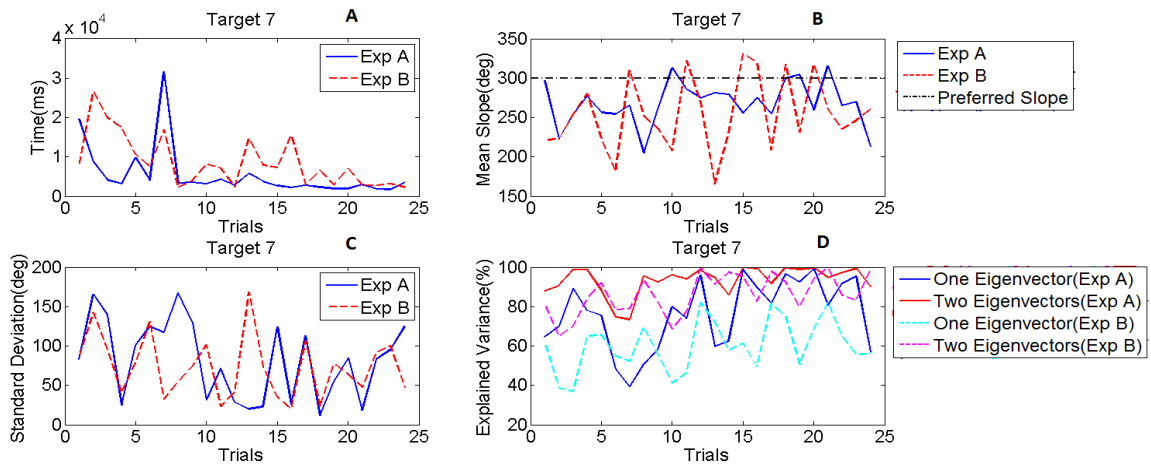 Target 7
A
x 10^4
4
3
2
1
0
Time(ms)
0 5 10 15 20 25
Trials
Exp A
Exp B
Target 7
B
350
300
250
200
150
Mean Slope(deg)
0 5 10 15 20 25
Trials
Exp A
Exp B
Preferred Slope
Target 7
C
200
150
100
50
0
Standard Deviation(deg)
0 5 10 15 20 25
Trials
Exp A
Exp B
Target 7
D
100
80
60
40
20
Explained Variance(%)
0 5 10 15 20 25
Trials
One Eigenvector(Exp A)
Two Eigenvectors(Exp A)
One Eigenvector(Exp B)
Two Eigenvectors(Exp B)